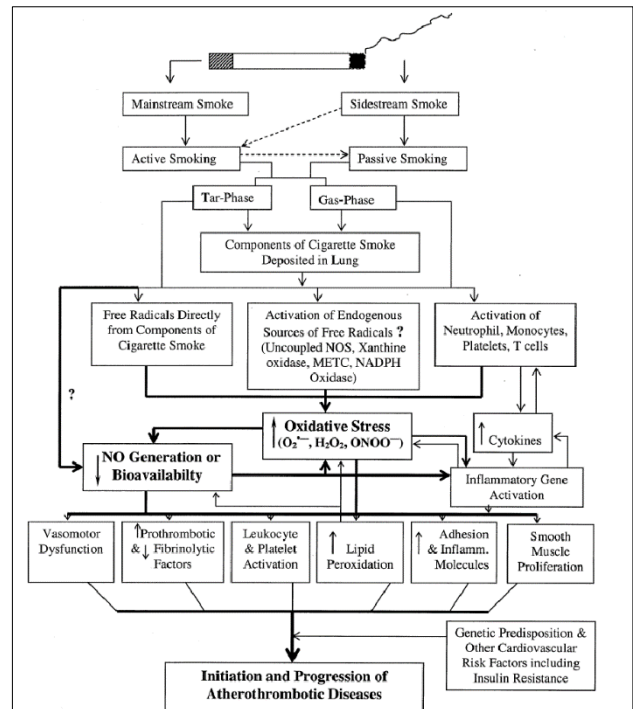 Mainstream Smoke
Sidestream Smoke
Active Smoking
Passive Smoking
Tar-Phase
Gas-Phase
Components of Cigarette Smoke
Deposited in Lung
Free Radicals Directly
from Components of
Cigarette Smoke
Activation of Endogenous
Sources of Free Radicals ?
(Uncoupled NOS, Xanthine
oxidase, METC, NADPH
Oxidase)
Activation of
Neutrophil, Monocytes,
Platelets, T cells
?
↑ Oxidative Stress
(O₂•–, H₂O₂, ONOO–)
↑ Cytokines
↓ NO Generation or
Bioavailabilty
Inflammatory Gene
Activation
Vasomotor
Dysfunction
↑ Prothrombotic
& ↓ Fibrinolytic
Factors
Leukocyte
& Platelet
Activation
↑ Lipid
Peroxidation
↑ Adhesion
& Inflamm.
Molecules
Smooth
Muscle
Proliferation
Genetic Predisposition &
Other Cardiovascular
Risk Factors including
Insulin Resistance
Initiation and Progression of
Atherothrombotic Diseases